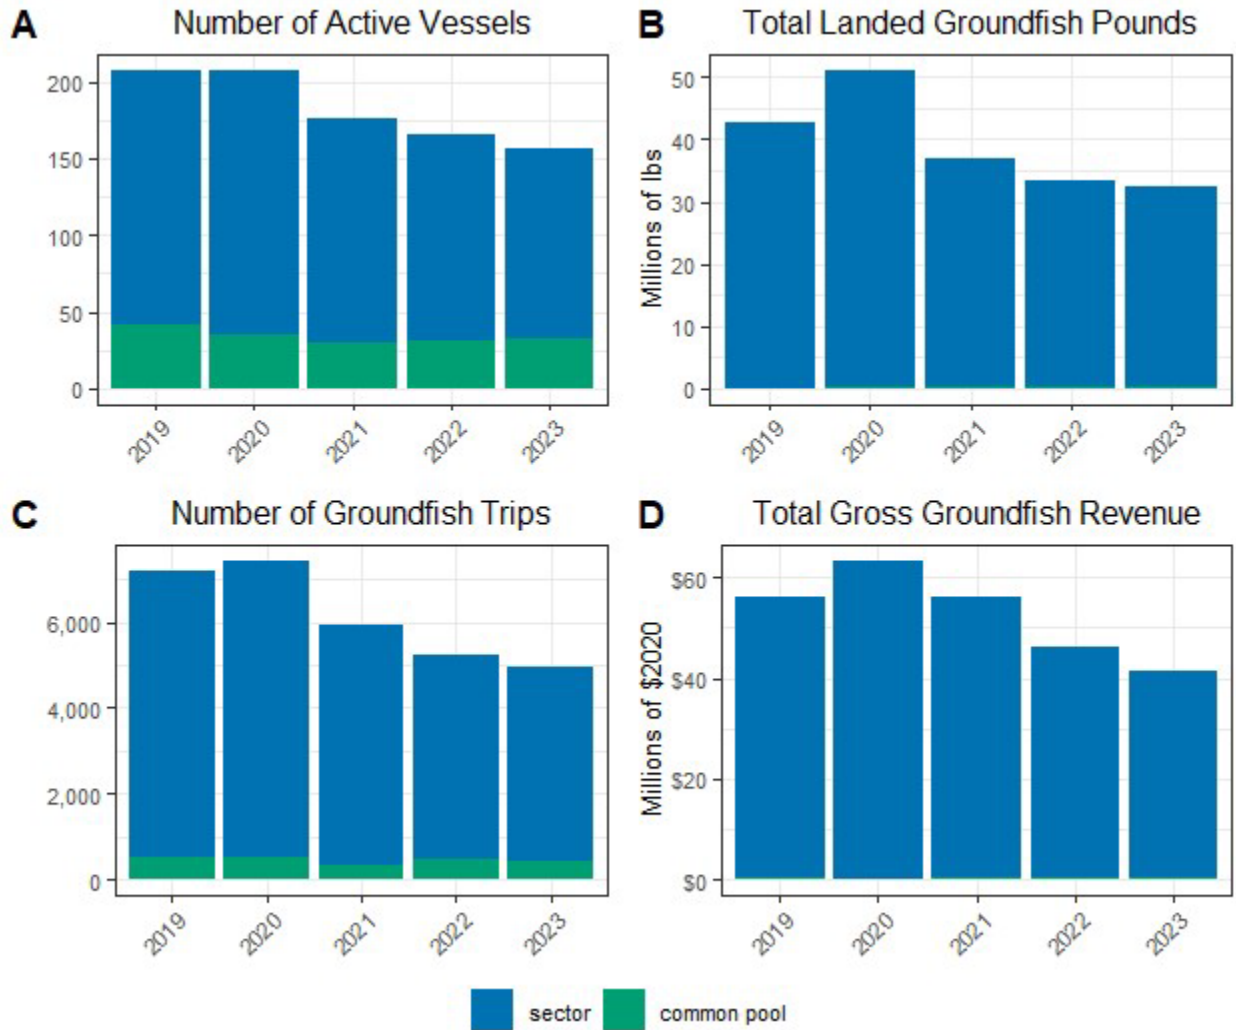 A Number of Active Vessels
200
150
100
50
0
2019 2020 2021 2022 2023
B Total Landed Groundfish Pounds
Millions of lbs
50
40
30
20
10
0
2019 2020 2021 2022 2023
C Number of Groundfish Trips
6,000
4,000
2,000
0
2019 2020 2021 2022 2023
D Total Gross Groundfish Revenue
Millions of $2020
$60
$40
$20
$0
2019 2020 2021 2022 2023
sector common pool